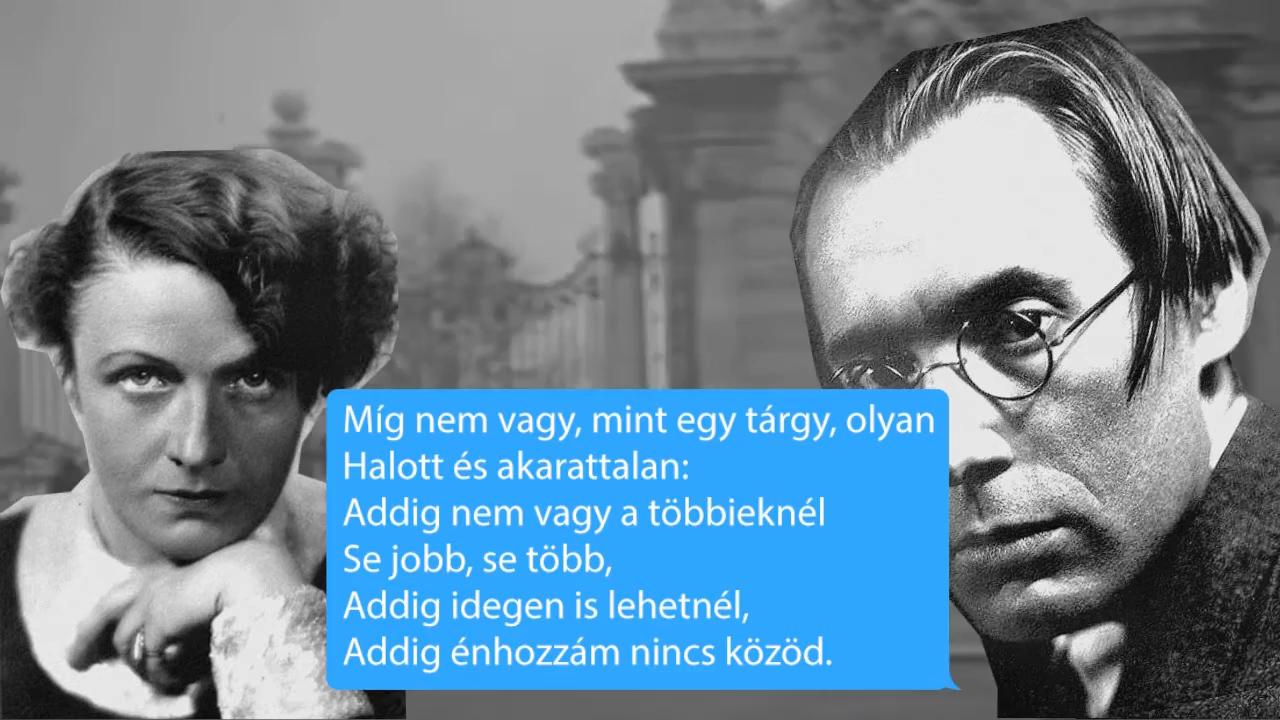 Míg nem vagy, mint egy tárgy, olyan
Halott és akarattalan:
Addig nem vagy a többieknél
Se jobb, se több,
Addig idegen is lehetnél,
Addig énhozzám nincs közöd.